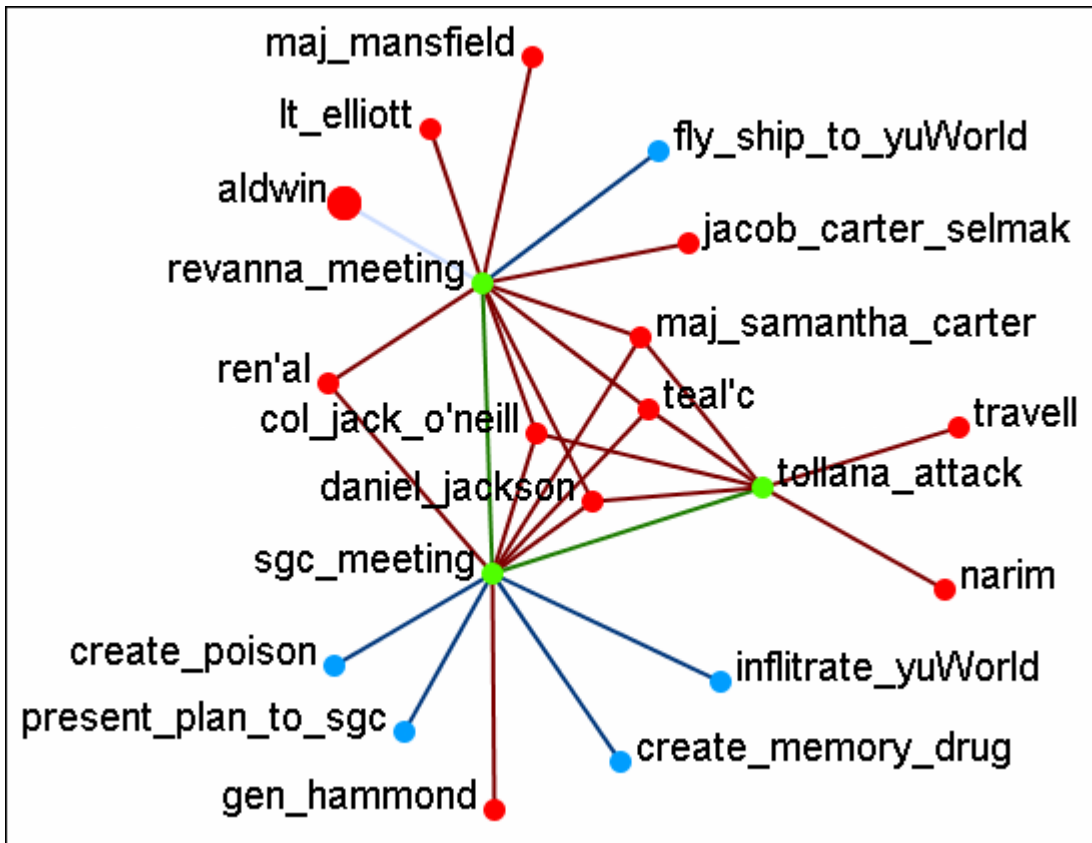 maj_mansfield
lt_elliott
fly_ship_to_yuWorld
aldwin
jacob_carter_selmak
revanna_meeting
maj_samantha_carter
ren'al
teal'c
col_jack_o'neill
travell
tollana_attack
daniel_jackson
sgc_meeting
narim
create_poison
inflitrate_yuWorld
present_plan_to_sgc
create_memory_drug
gen_hammond